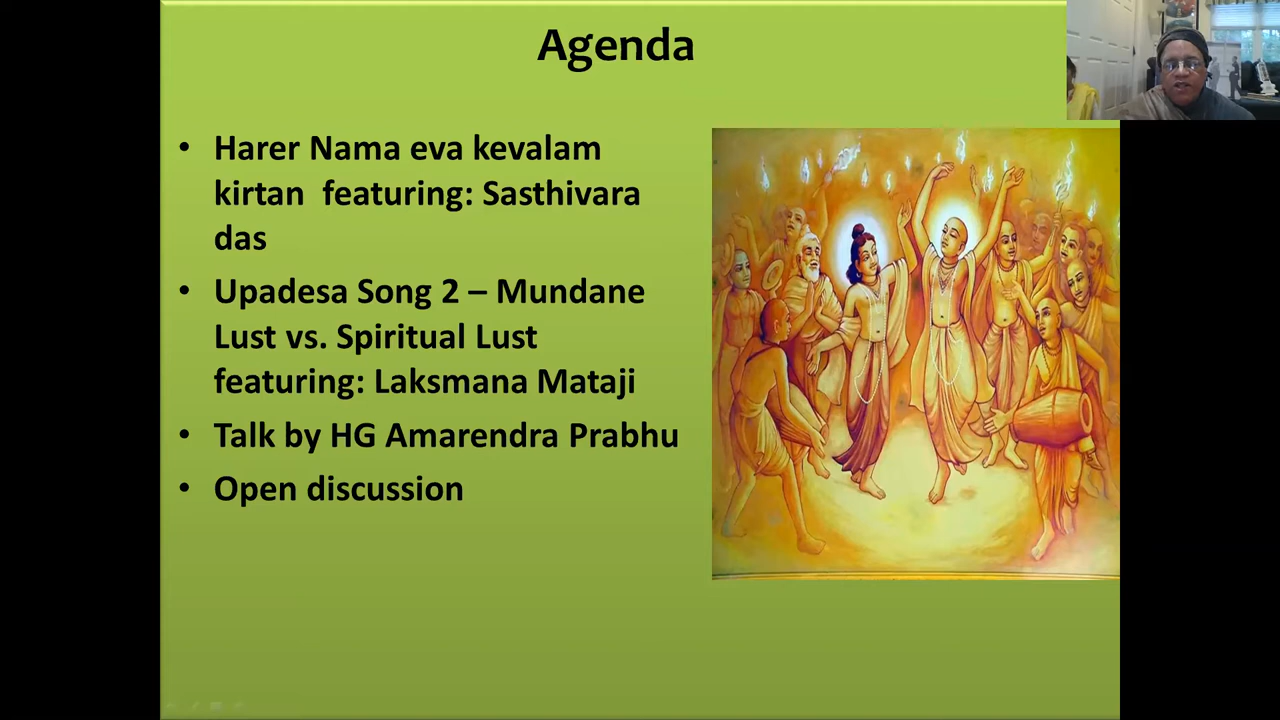 Agenda
• Harer Nama eva kevalam
kirtan  featuring: Sasthivara
das
• Upadesa Song 2 – Mundane
Lust vs. Spiritual Lust
featuring: Laksmana Mataji
• Talk by HG Amarendra Prabhu
• Open discussion